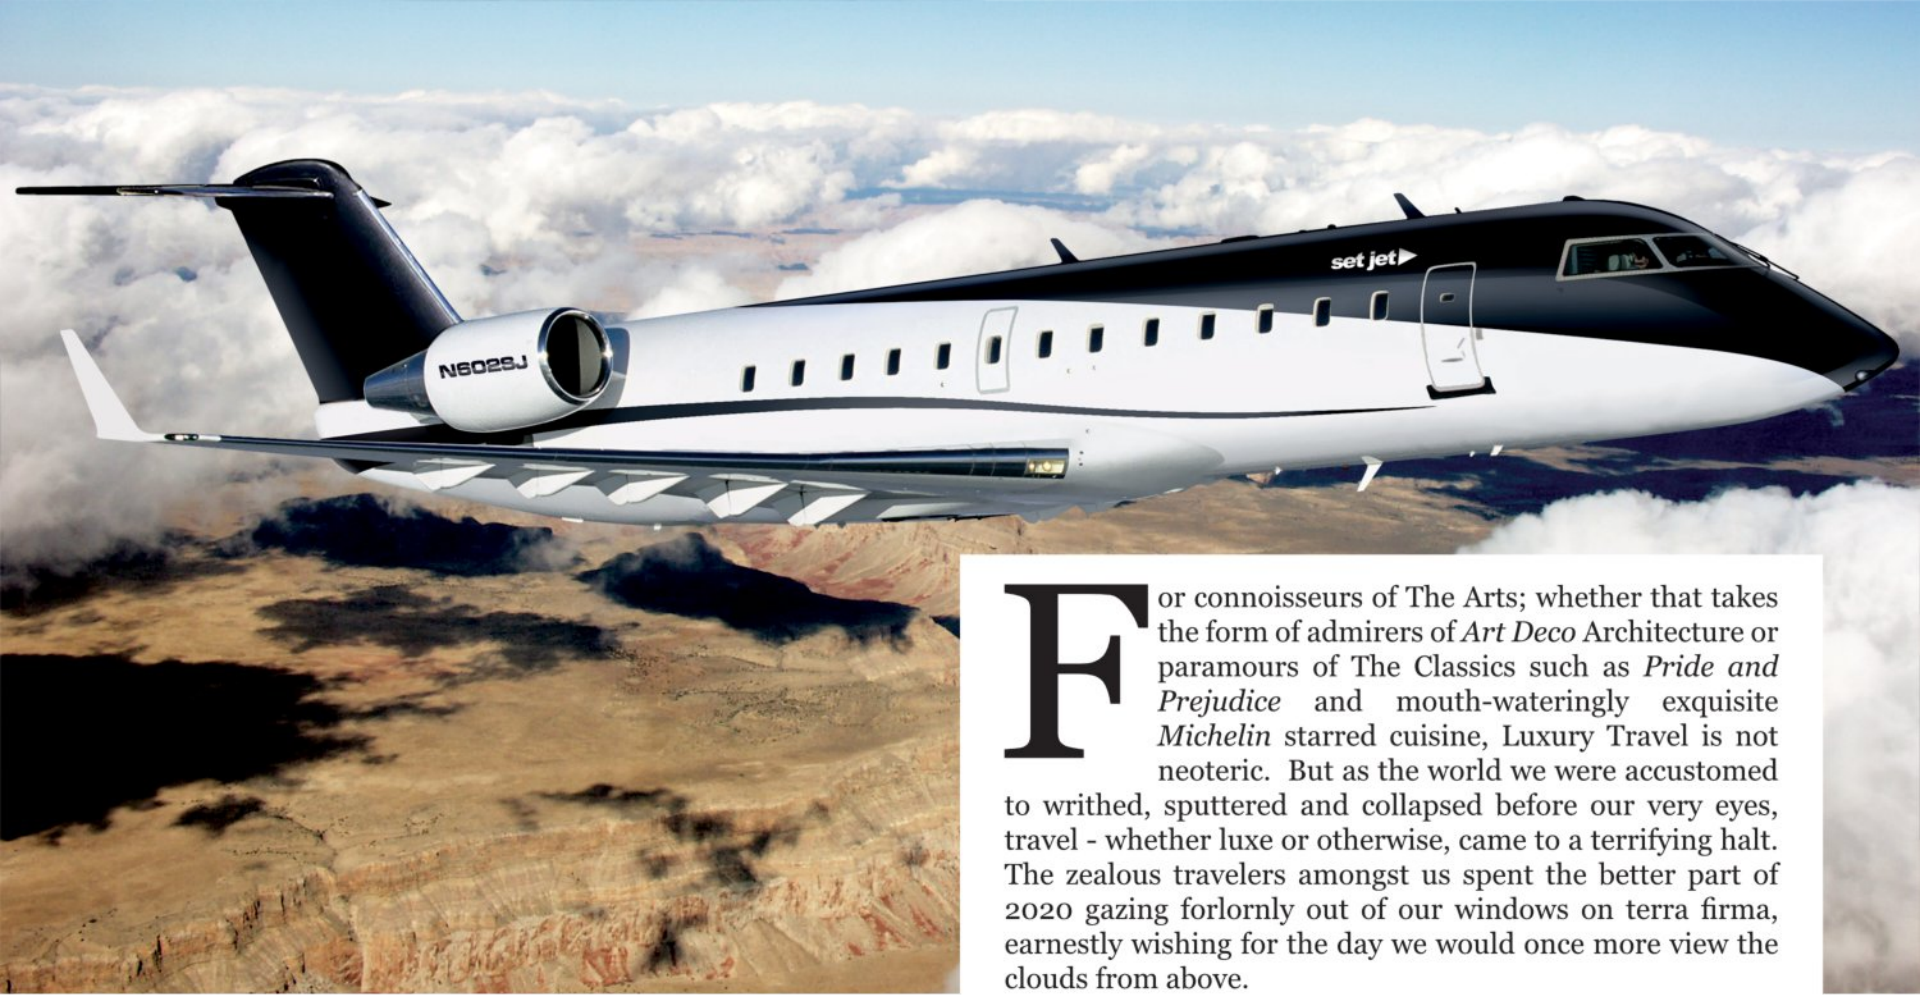 set jet
N602SJ
For connoisseurs of The Arts; whether that takes
the form of admirers of Art Deco Architecture or
paramours of The Classics such as Pride and
Prejudice and mouth-wateringly exquisite
Michelin starred cuisine, Luxury Travel is not
neoteric. But as the world we were accustomed
to writhed, sputtered and collapsed before our very eyes,
travel - whether luxe or otherwise, came to a terrifying halt.
The zealous travelers amongst us spent the better part of
2020 gazing forlornly out of our windows on terra firma,
earnestly wishing for the day we would once more view the
clouds from above.